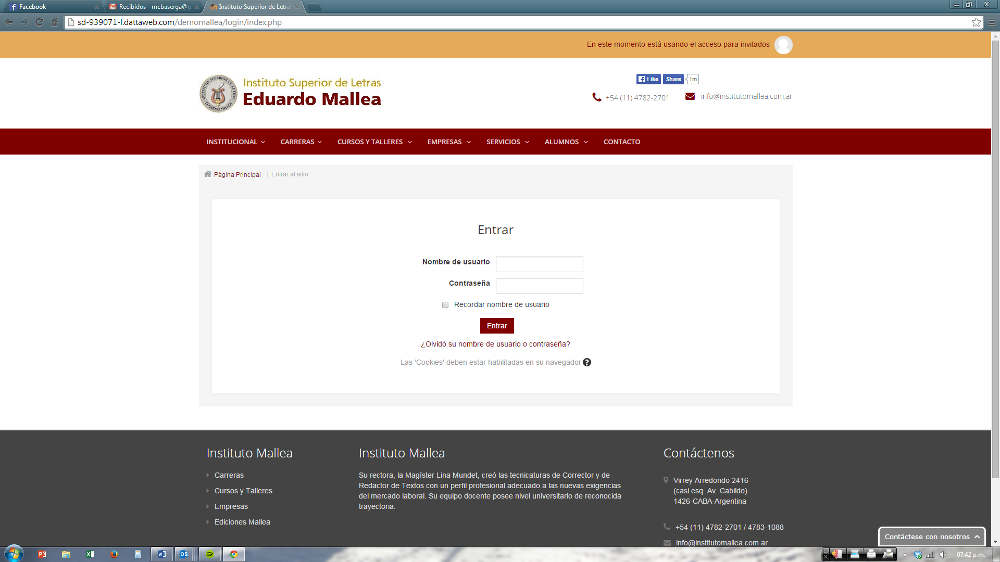 Facebook
Recibidos - mcbaserga@g
Instituto Superior de Letra
sd-939071-l.dattaweb.com/demomallea/login/index.php
En este momento está usando el acceso para invitados
INSTITUTO SUPERIOR DE LETRAS
EDUARDO MALLEA
Instituto Superior de Letras
Eduardo Mallea
Like
Share
1m
+54 (11) 4782-2701
info@institutomallea.com.ar
INSTITUCIONAL
CARRERAS
CURSOS Y TALLERES
EMPRESAS
SERVICIOS
ALUMNOS
CONTACTO
Página Principal
Entrar al sitio
Entrar
Nombre de usuario
Contraseña
Recordar nombre de usuario
Entrar
¿Olvidó su nombre de usuario o contraseña?
Las 'Cookies' deben estar habilitadas en su navegador
Instituto Mallea
Carreras
Cursos y Talleres
Empresas
Ediciones Mallea
Instituto Mallea
Su rectora, la Magíster Lina Mundet, creó las tecnicaturas de Corrector y de
Redactor de Textos con un perfil profesional adecuado a las nuevas exigencias
del mercado laboral. Su equipo docente posee nivel universitario de reconocida
trayectoria.
Contáctenos
Virrey Arredondo 2416
(casi esq. Av. Cabildo)
1426-CABA-Argentina
+54 (11) 4782-2701 / 4783-1088
info@institutomallea.com.ar
Contáctese con nosotros
07:42 p.m.